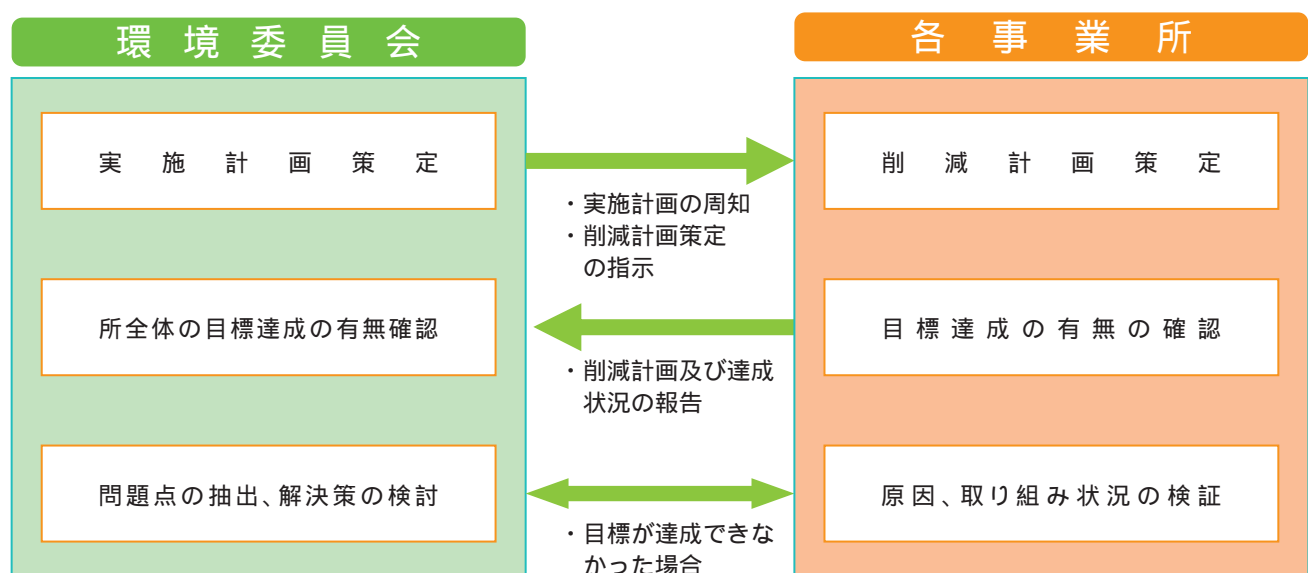 環境委員会
各事業所
実施計画策定
・実施計画の周知
・削減計画策定
の指示
削減計画策定
所全体の目標達成の有無確認
・削減計画及び達成
状況の報告
目標達成の有無の確認
問題点の抽出、解決策の検討
・目標が達成できな
かった場合
原因、取り組み状況の検証